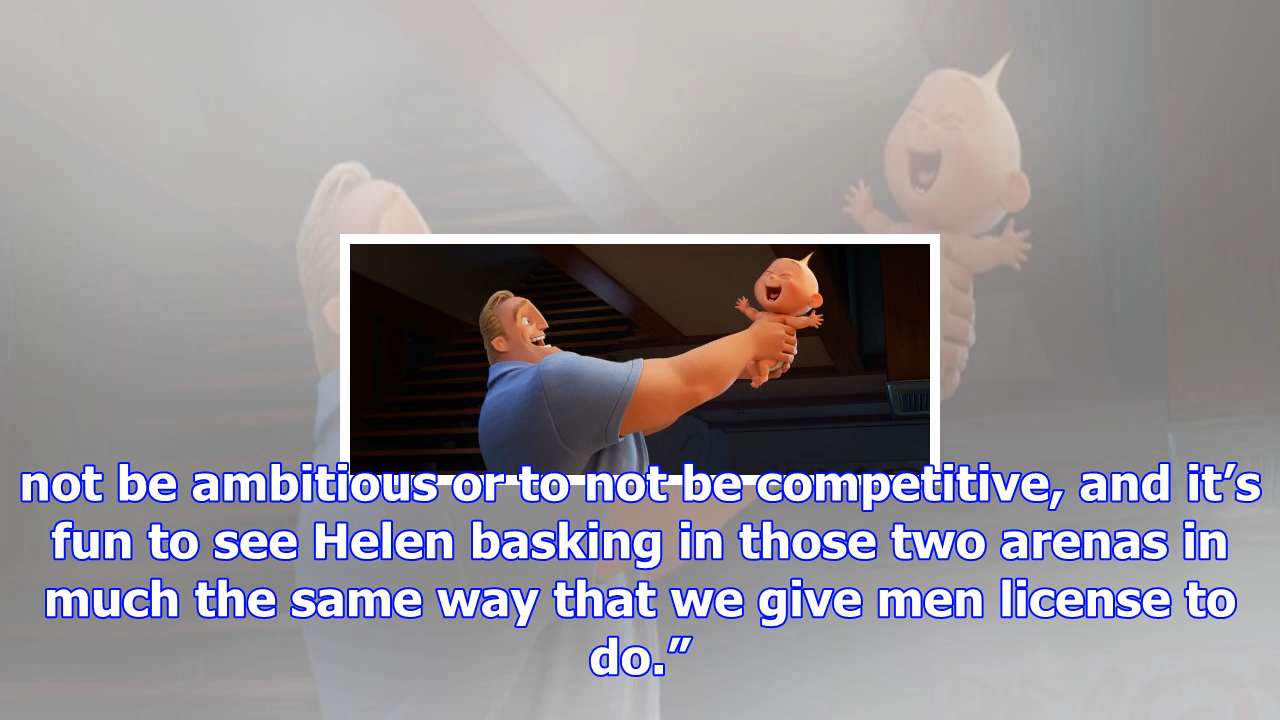 not be ambitious or to not be competitive, and it’s
fun to see Helen basking in those two arenas in
much the same way that we give men license to
do.”